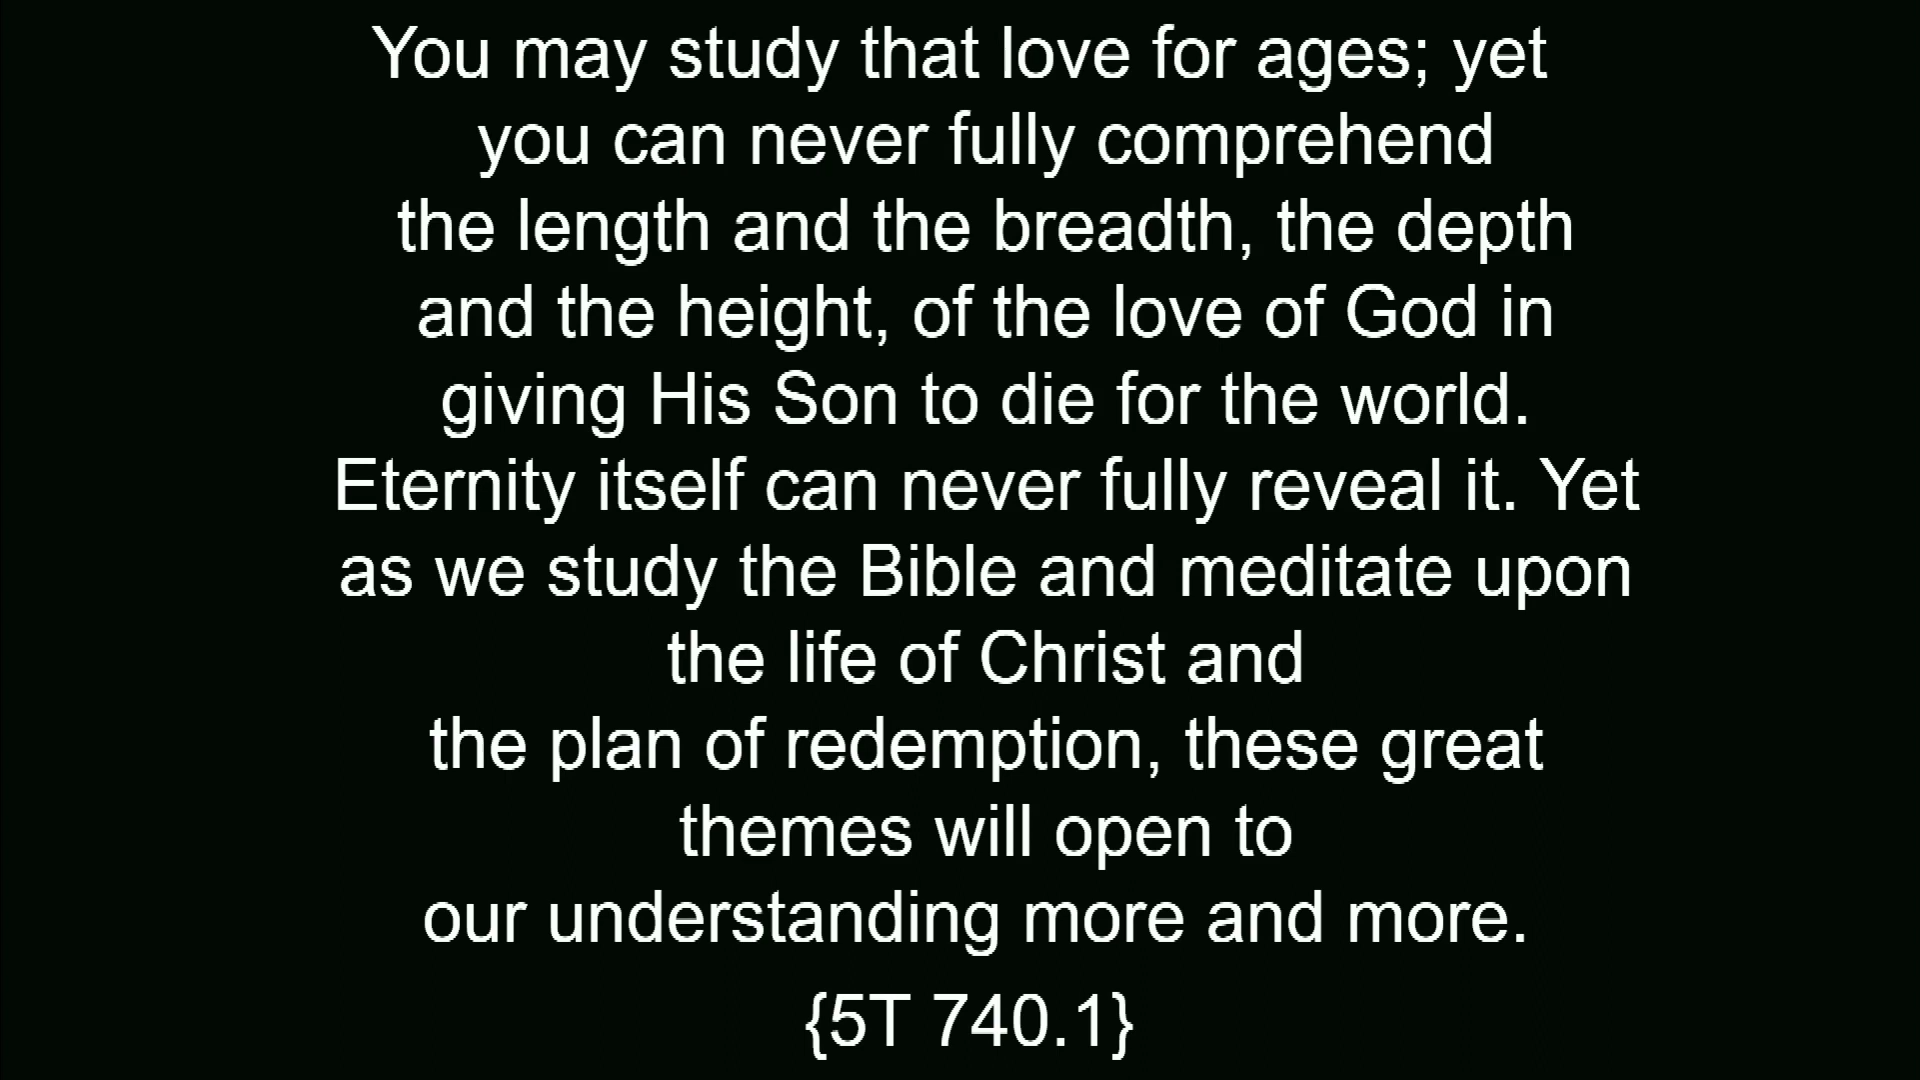 You may study that love for ages; yet
you can never fully comprehend
the length and the breadth, the depth
and the height, of the love of God in
giving His Son to die for the world.
Eternity itself can never fully reveal it. Yet
as we study the Bible and meditate upon
the life of Christ and
the plan of redemption, these great
themes will open to
our understanding more and more.
{5T 740.1}